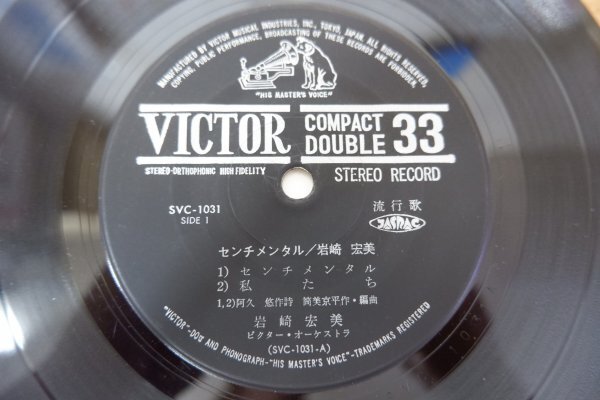 MANUFACTURED BY VICTOR MUSICAL INDUSTRIES, INC., TOKYO, JAPAN. ALL RIGHTS RESERVED.
COPYING, PUBLIC PERFORMANCE, BROADCASTING OF THESE RECORDS ARE FORBIDDEN.
"HIS MASTER'S VOICE"
VICTOR COMPACT DOUBLE 33
STEREO-ORTHOPHONIC HIGH FIDELITY
STEREO RECORD
SVC-1031
SIDE 1
流行歌
JASRAC
センチメンタル/岩崎 宏美
1) センチメンタル
2) 私たち
1,2)阿久 悠作詩 筒美京平作・編曲
岩崎宏美
ビクター・オーケストラ
(SVC-1031-A)
"VICTOR"-DOG AND PHONOGRAPH-"HIS MASTER'S VOICE"-TRADEMARKS REGISTERED